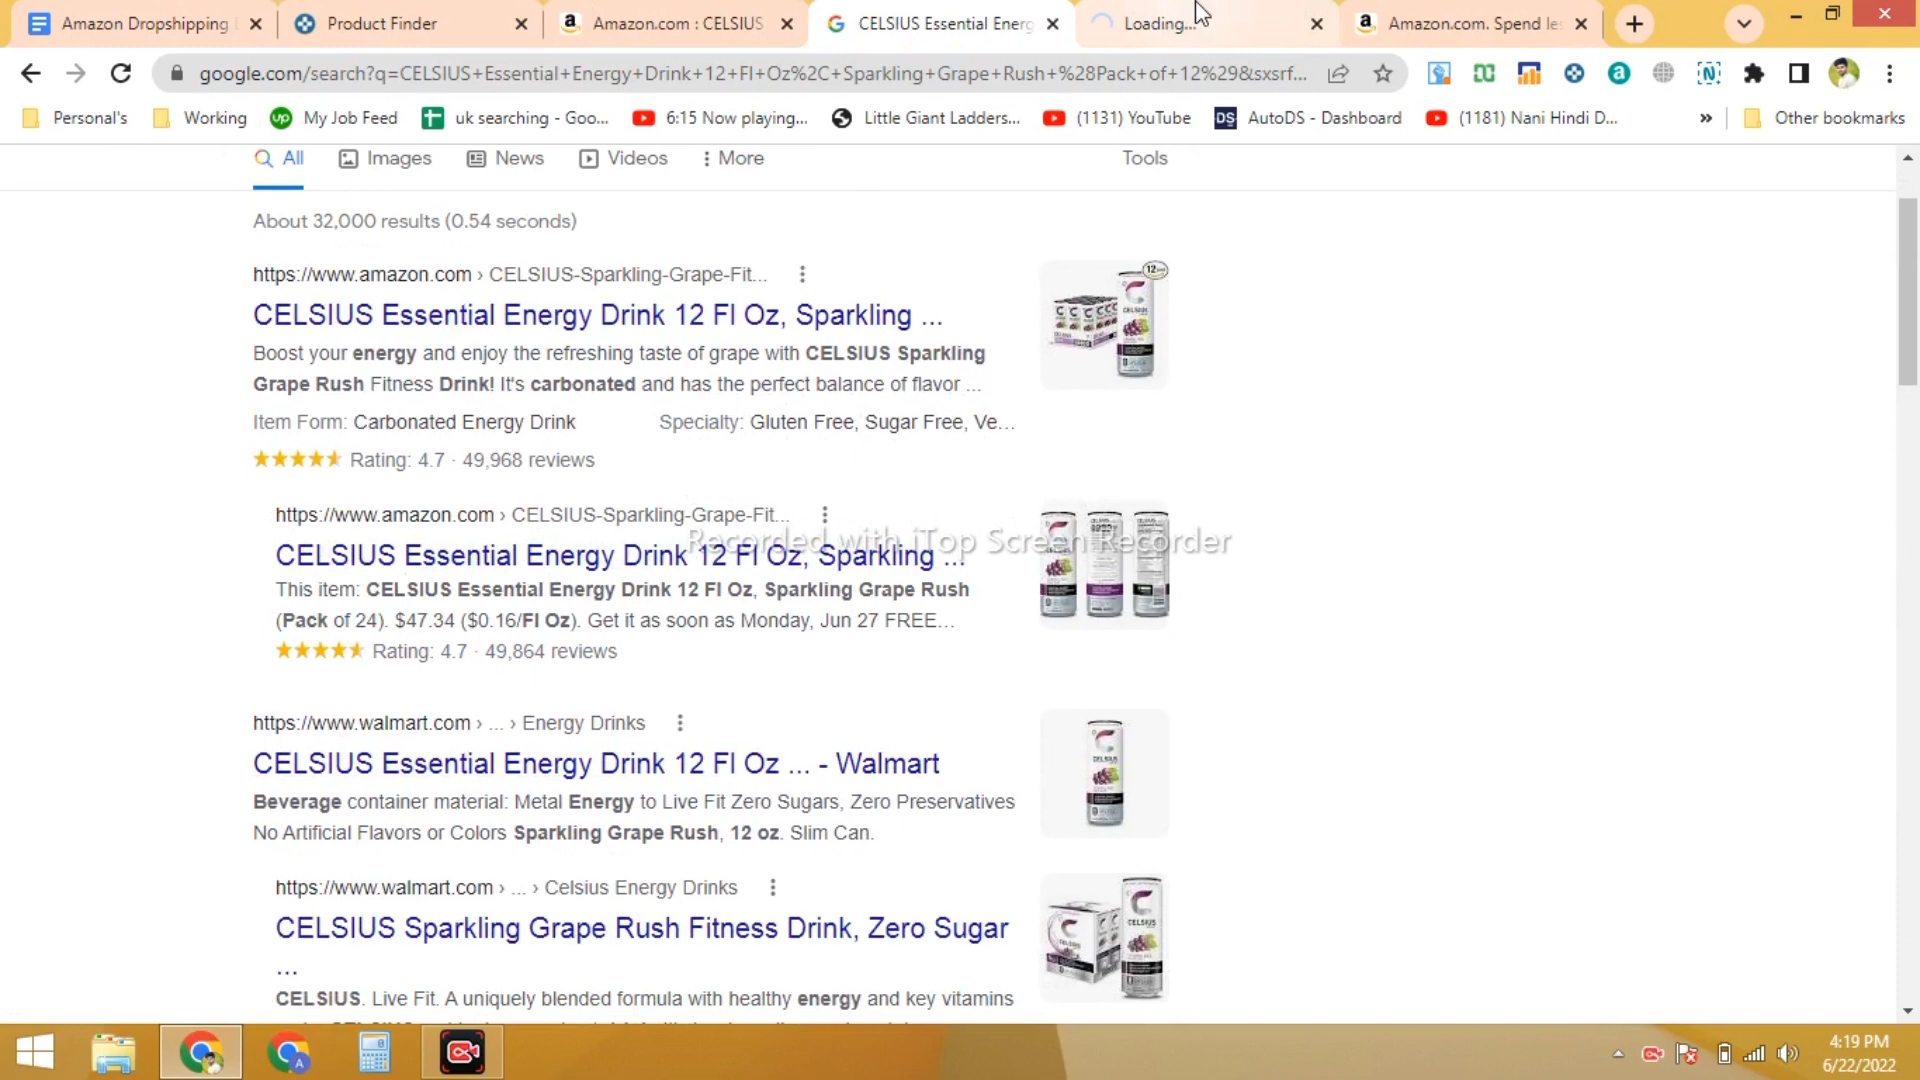 Amazon Dropshipping
Product Finder
Amazon.com : CELSIUS
CELSIUS Essential Energ
Loading...
Amazon.com. Spend les
google.com/search?q=CELSIUS+Essential+Energy+Drink+12+Fl+Oz%2C+Sparkling+Grape+Rush+%28Pack+of+12%29&sxsrf...
Personal's
Working
My Job Feed
uk searching - Goo...
6:15 Now playing...
Little Giant Ladders...
(1131) YouTube
AutoDS - Dashboard
(1181) Nani Hindi D...
»
Other bookmarks
All
Images
News
Videos
More
Tools
About 32,000 results (0.54 seconds)
https://www.amazon.com › CELSIUS-Sparkling-Grape-Fit...
CELSIUS Essential Energy Drink 12 Fl Oz, Sparkling ...
Boost your energy and enjoy the refreshing taste of grape with CELSIUS Sparkling
Grape Rush Fitness Drink! It's carbonated and has the perfect balance of flavor ...
Item Form: Carbonated Energy Drink
Specialty: Gluten Free, Sugar Free, Ve...
Rating: 4.7 · 49,968 reviews
https://www.amazon.com › CELSIUS-Sparkling-Grape-Fit...
Recorded with iTop Screen Recorder
CELSIUS Essential Energy Drink 12 Fl Oz, Sparkling ...
This item: CELSIUS Essential Energy Drink 12 Fl Oz, Sparkling Grape Rush
(Pack of 24). $47.34 ($0.16/Fl Oz). Get it as soon as Monday, Jun 27 FREE...
Rating: 4.7 · 49,864 reviews
https://www.walmart.com › ... › Energy Drinks
CELSIUS Essential Energy Drink 12 Fl Oz ... - Walmart
Beverage container material: Metal Energy to Live Fit Zero Sugars, Zero Preservatives
No Artificial Flavors or Colors Sparkling Grape Rush, 12 oz. Slim Can.
https://www.walmart.com › ... › Celsius Energy Drinks
CELSIUS Sparkling Grape Rush Fitness Drink, Zero Sugar
...
CELSIUS. Live Fit. A uniquely blended formula with healthy energy and key vitamins
4:19 PM
6/22/2022